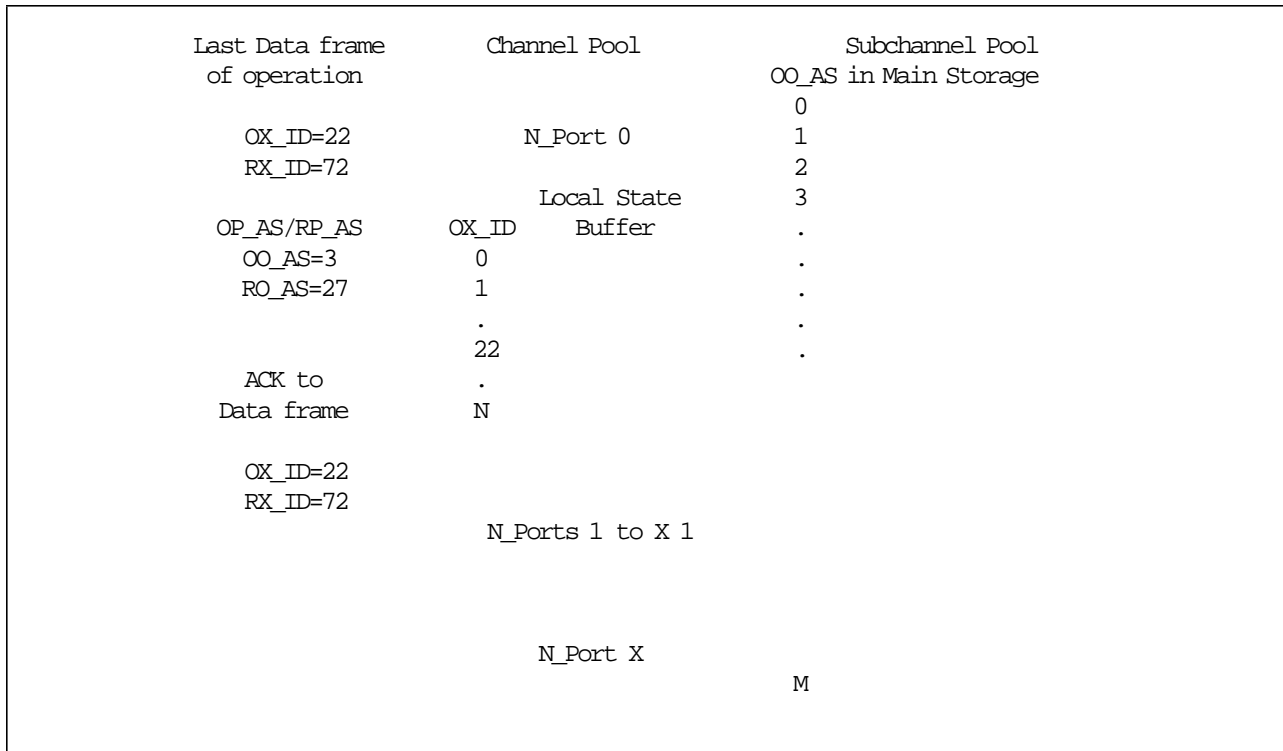 Last Data frame Channel Pool Subchannel Pool
of operation OO_AS in Main Storage
0
OX_ID=22 N_Port 0 1
RX_ID=72 2
Local State 3
OP_AS/RP_AS OX_ID Buffer .
OO_AS=3 0 .
RO_AS=27 1 .
. .
22 .
ACK to .
Data frame N
OX_ID=22
RX_ID=72
N_Ports 1 to X 1
N_Port X
M